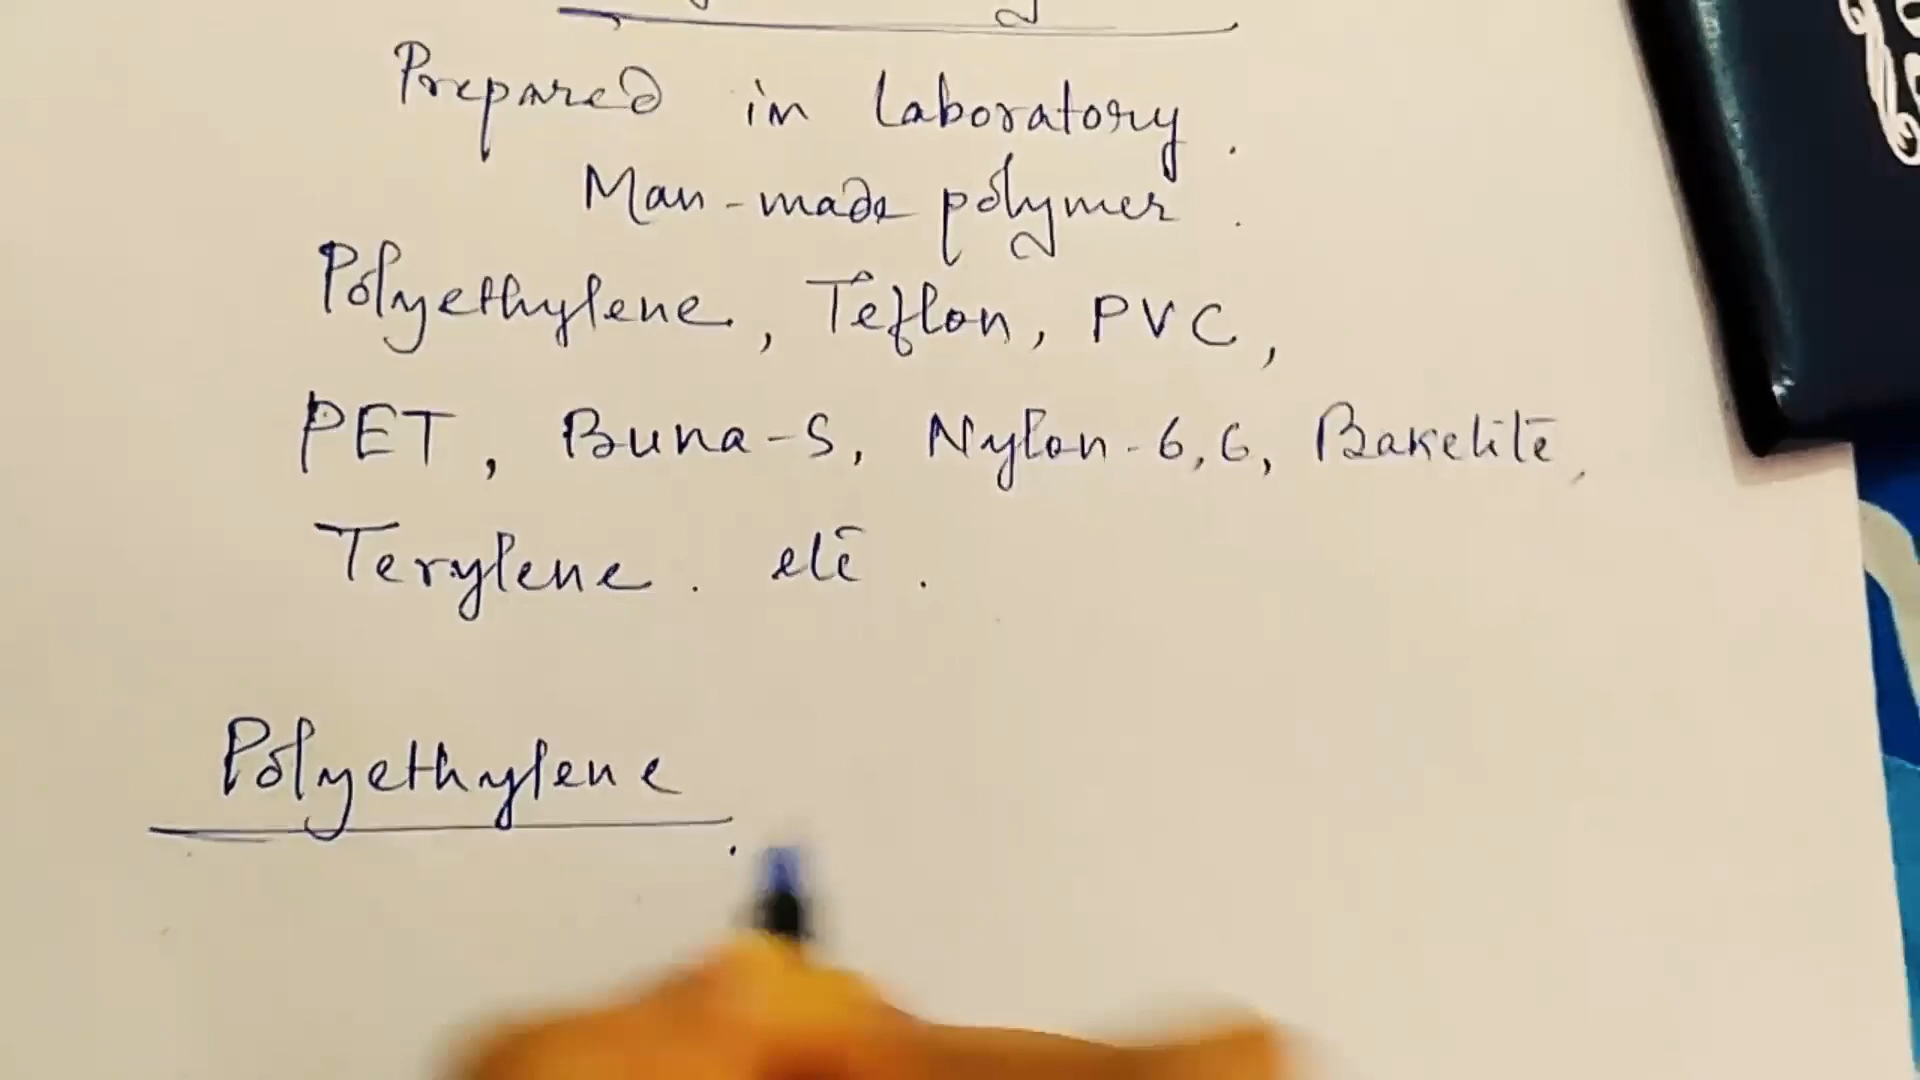 Prepared in Laboratory.
Man-made polymer.
Polyethylene, Teflon, PVC,
PET, Buna-S, Nylon-6,6, Bakelite,
Terylene. etc.
Polyethylene